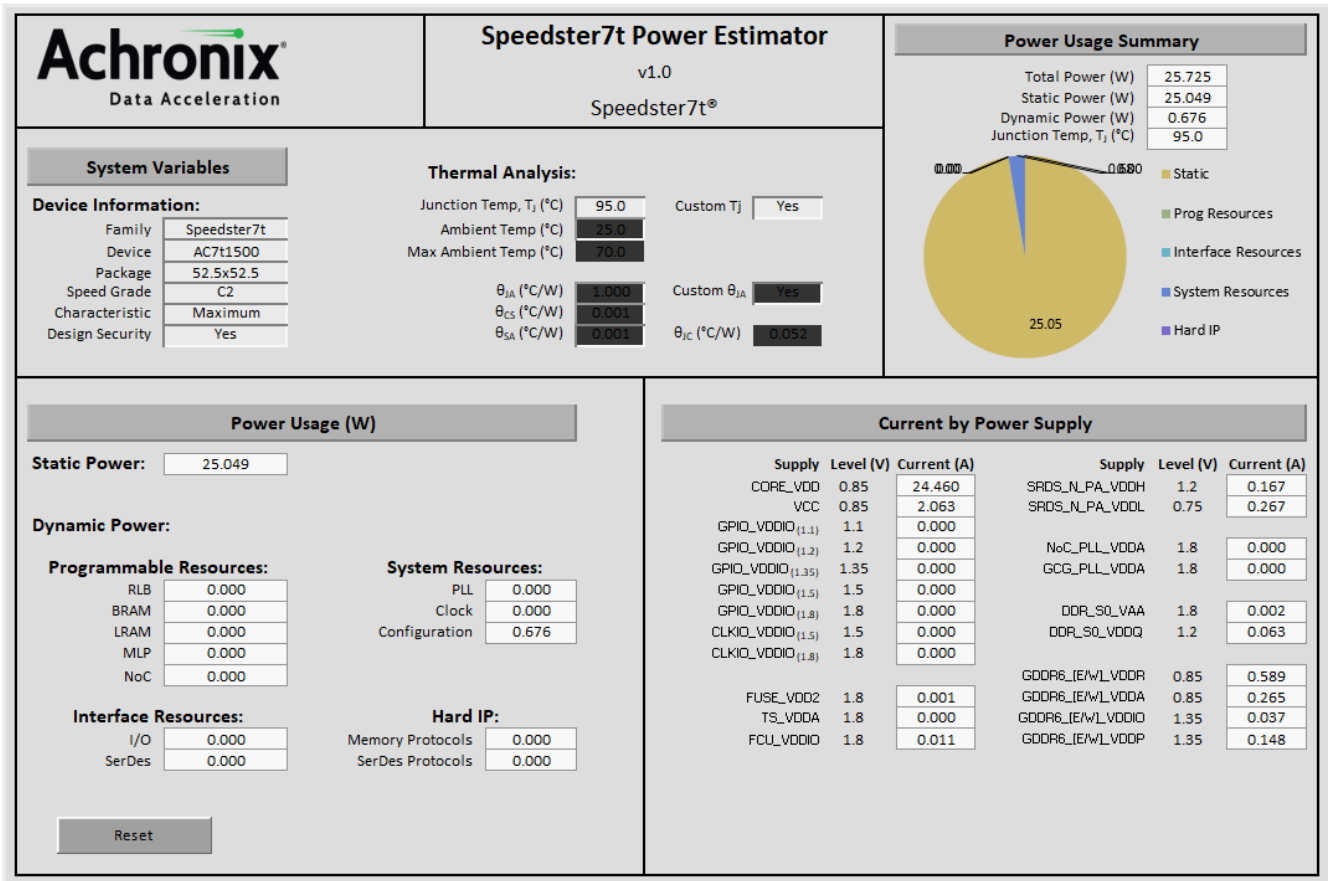 Achronix®
Data Acceleration
Speedster7t Power Estimator
v1.0
Speedster7t®
Power Usage Summary
Total Power (W) 25.725
Static Power (W) 25.049
Dynamic Power (W) 0.676
Junction Temp, TJ (°C) 95.0
25.05
Static
Prog Resources
Interface Resources
System Resources
Hard IP
System Variables
Device Information:
Family Speedster7t
Device AC7t1500
Package 52.5x52.5
Speed Grade C2
Characteristic Maximum
Design Security Yes
Thermal Analysis:
Junction Temp, TJ (°C) 95.0 Custom Tj Yes
Ambient Temp (°C) 25.0
Max Ambient Temp (°C) 70.0
θJA (°C/W) 1.000 Custom θJA Yes
θCS (°C/W) 0.001
θSA (°C/W) 0.001 θJC (°C/W) 0.052
Power Usage (W)
Static Power: 25.049
Dynamic Power:
Programmable Resources:
RLB 0.000
BRAM 0.000
LRAM 0.000
MLP 0.000
NoC 0.000
System Resources:
PLL 0.000
Clock 0.000
Configuration 0.676
Interface Resources:
I/O 0.000
SerDes 0.000
Hard IP:
Memory Protocols 0.000
SerDes Protocols 0.000
Reset
Current by Power Supply
Supply Level (V) Current (A)
CORE_VDD 0.85 24.460
VCC 0.85 2.063
GPIO_VDDIO(1.1) 1.1 0.000
GPIO_VDDIO(1.2) 1.2 0.000
GPIO_VDDIO(1.35) 1.35 0.000
GPIO_VDDIO(1.5) 1.5 0.000
GPIO_VDDIO(1.8) 1.8 0.000
CLKIO_VDDIO(1.5) 1.5 0.000
CLKIO_VDDIO(1.8) 1.8 0.000
FUSE_VDD2 1.8 0.001
TS_VDDA 1.8 0.000
FCU_VDDIO 1.8 0.011
Supply Level (V) Current (A)
SRDS_N_PA_VDDH 1.2 0.167
SRDS_N_PA_VDDL 0.75 0.267
NoC_PLL_VDDA 1.8 0.000
GCG_PLL_VDDA 1.8 0.000
DDR_S0_VAA 1.8 0.002
DDR_S0_VDDQ 1.2 0.063
GDDR6_[E/W]_VDDR 0.85 0.589
GDDR6_[E/W]_VDDA 0.85 0.265
GDDR6_[E/W]_VDDIO 1.35 0.037
GDDR6_[E/W]_VDDP 1.35 0.148